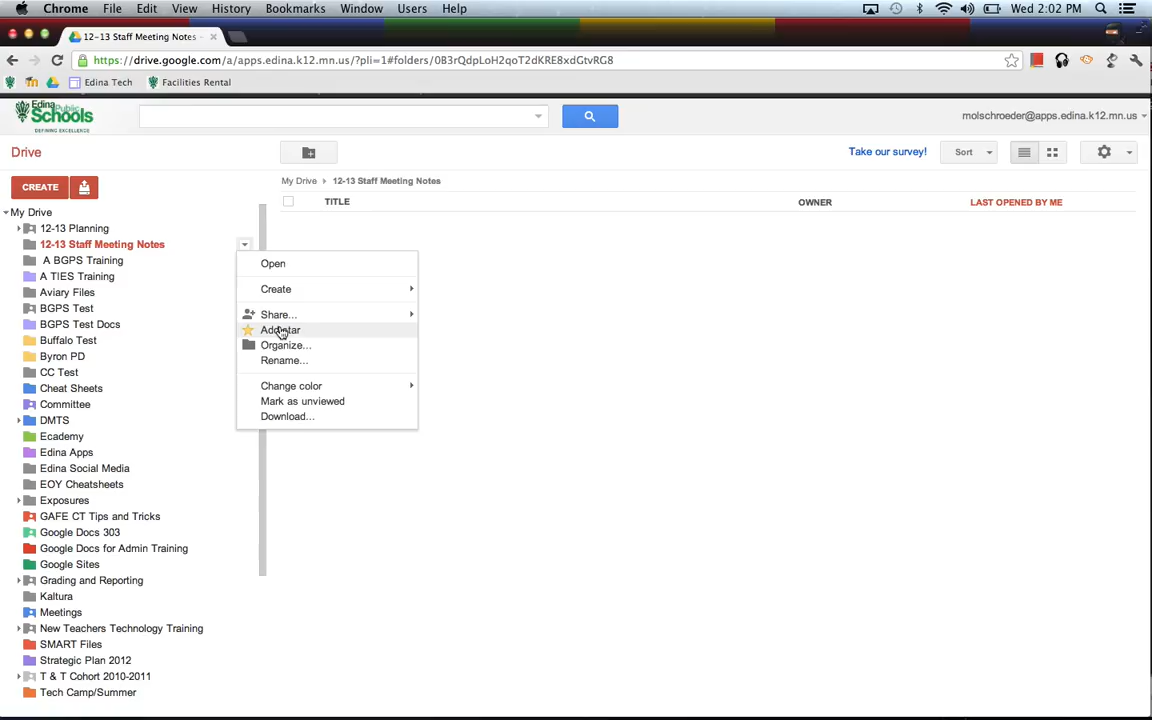 Chrome File Edit View History Bookmarks Window Users Help Wed 2:02 PM
12-13 Staff Meeting Notes -
https://drive.google.com/a/apps.edina.k12.mn.us/?pli=1#folders/0B3rQdpLoH2qoT2dKRE8xdGtvRG8
Edina Tech Facilities Rental
Edina Public
Schools
DEFINING EXCELLENCE
molschroeder@apps.edina.k12.mn.us
Drive
Take our survey! Sort
CREATE
My Drive 12-13 Staff Meeting Notes
TITLE OWNER LAST OPENED BY ME
My Drive
12-13 Planning
12-13 Staff Meeting Notes
A BGPS Training
A TIES Training
Aviary Files
BGPS Test
BGPS Test Docs
Buffalo Test
Byron PD
CC Test
Cheat Sheets
Committee
DMTS
Ecademy
Edina Apps
Edina Social Media
EOY Cheatsheets
Exposures
GAFE CT Tips and Tricks
Google Docs 303
Google Docs for Admin Training
Google Sites
Grading and Reporting
Kaltura
Meetings
New Teachers Technology Training
SMART Files
Strategic Plan 2012
T & T Cohort 2010-2011
Tech Camp/Summer
Open
Create
Share...
Add star
Organize...
Rename...
Change color
Mark as unviewed
Download...